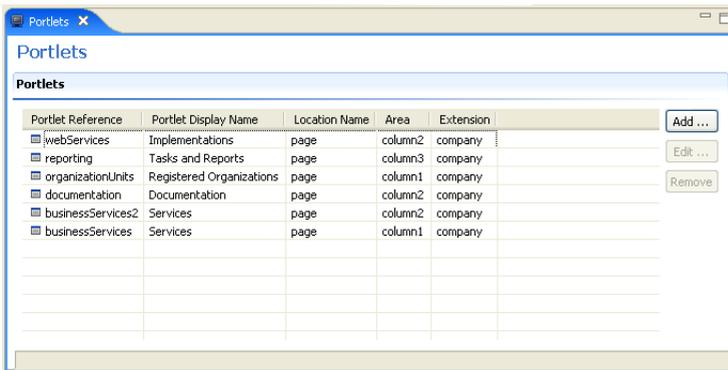 Portlets
Portlets
Portlets
Portlet Reference Portlet Display Name Location Name Area Extension
webServices Implementations page column2 company
reporting Tasks and Reports page column3 company
organizationUnits Registered Organizations page column1 company
documentation Documentation page column2 company
businessServices2 Services page column2 company
businessServices Services page column1 company
Add ...
Edit ...
Remove